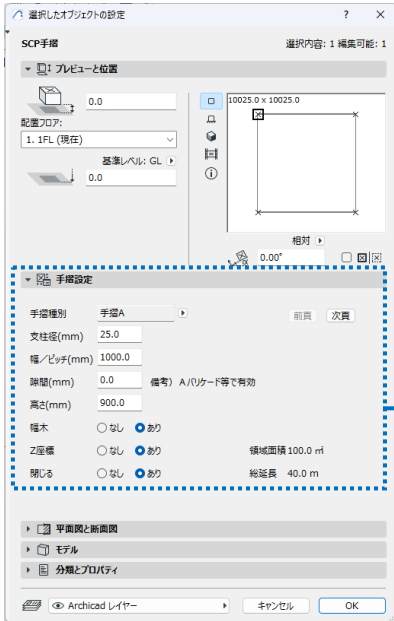 選択したオブジェクトの設定 ? ×
SCP手摺 選択内容: 1 編集可能: 1
プレビューと位置
0.0
10025.0 x 10025.0
配置フロア:
1. 1FL (現在)
基準レベル: GL
0.0
相対
0.00°
手摺設定
手摺種別 手摺A 前頁 次頁
支柱径(mm) 25.0
幅/ピッチ(mm) 1000.0
隙間(mm) 0.0 備考) Aバリケード等で有効
高さ(mm) 900.0
幅木 なし あり
Z座標 なし あり 領域面積 100.0 ㎡
閉じる なし あり 総延長 40.0 m
平面図と断面図
モデル
分類とプロパティ
Archicad レイヤー キャンセル OK